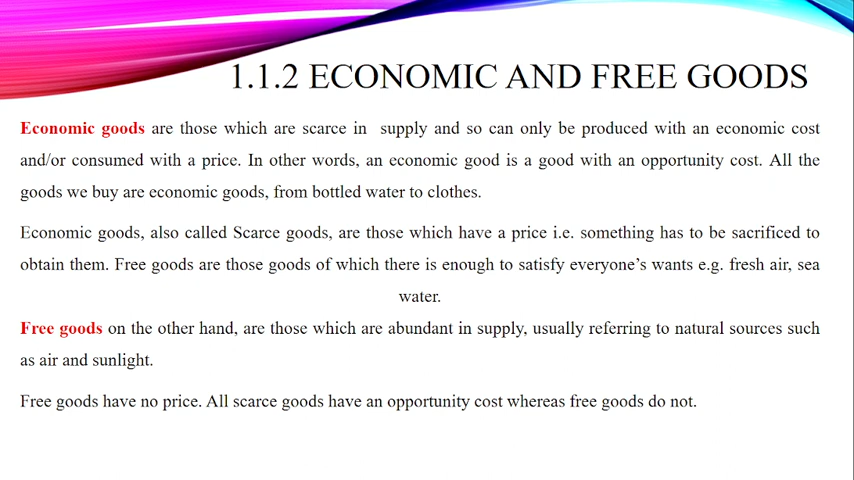 1.1.2 ECONOMIC AND FREE GOODS
Economic goods are those which are scarce in supply and so can only be produced with an economic cost
and/or consumed with a price. In other words, an economic good is a good with an opportunity cost. All the
goods we buy are economic goods, from bottled water to clothes.
Economic goods, also called Scarce goods, are those which have a price i.e. something has to be sacrificed to
obtain them. Free goods are those goods of which there is enough to satisfy everyone’s wants e.g. fresh air, sea
water.
Free goods on the other hand, are those which are abundant in supply, usually referring to natural sources such
as air and sunlight.
Free goods have no price. All scarce goods have an opportunity cost whereas free goods do not.